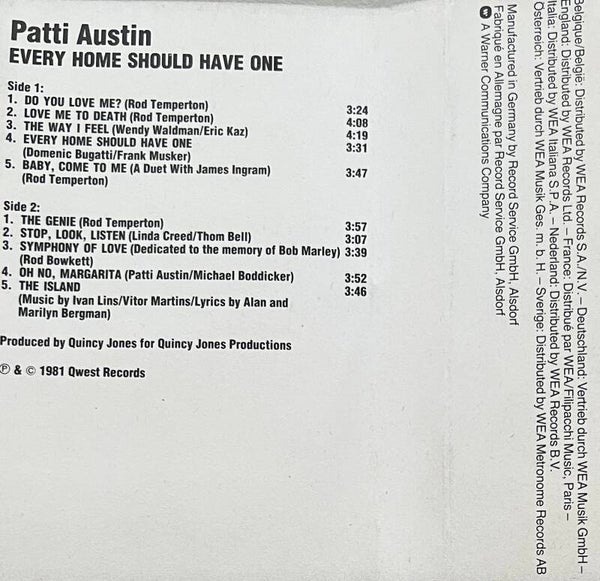 Patti Austin
EVERY HOME SHOULD HAVE ONE
Side 1:
1. DO YOU LOVE ME? (Rod Temperton) 3:24
2. LOVE ME TO DEATH (Rod Temperton) 4:08
3. THE WAY I FEEL (Wendy Waldman/Eric Kaz) 4:19
4. EVERY HOME SHOULD HAVE ONE 3:31
(Domenic Bugatti/Frank Musker)
5. BABY, COME TO ME (A Duet With James Ingram) 3:47
(Rod Temperton)
Side 2:
1. THE GENIE (Rod Temperton) 3:57
2. STOP, LOOK, LISTEN (Linda Creed/Thom Bell) 3:07
3. SYMPHONY OF LOVE (Dedicated to the memory of Bob Marley) 3:39
(Rod Bowkett)
4. OH NO, MARGARITA (Patti Austin/Michael Boddicker) 3:52
5. THE ISLAND 3:46
(Music by Ivan Lins/Vitor Martins/Lyrics by Alan and
Marilyn Bergman)
Produced by Quincy Jones for Quincy Jones Productions
℗ & © 1981 Qwest Records
Belgique/België: Distributed by WEA Records S.A./N.V. – Deutschland: Vertrieb durch WEA Musik GmbH –
England: Distributed by WEA Records Ltd. – France: Distribué par WEA/Filipacchi Music, Paris –
Italia: Distributed by WEA Italiana S.P.A. – Nederland: Distributed by WEA Records B.V.
Österreich: Vertrieb durch WEA Musik Ges. m. b. H. – Sverige: Distributed by WEA Metronome Records AB
Manufactured in Germany by Record Service GmbH, Alsdorf
Fabriqué en Allemagne par Record Service GmbH, Alsdorf
A Warner Communications Company